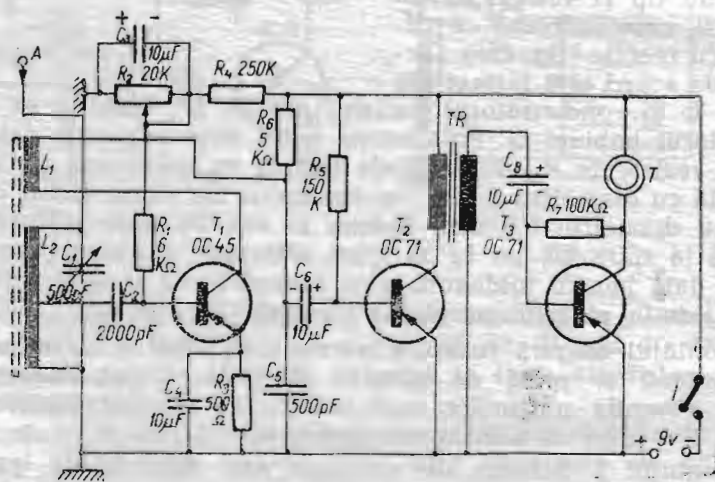 A
+ -
C₃
10μF
R₂ 20K
R₄ 250K
R₆
5
KΩ
R₅
150
K
TR
C₈ +
-
10μF
T
R₇ 100KΩ
L₁
L₂
C₁
500pF
C₂
2000pF
R₁
6
KΩ
T₁
OC 45
C₆
- +
10μF
T₂
OC 71
T₃
OC 71
C₄
10μF
R₃
500
Ω
C₅
500pF
I
+ 9v -